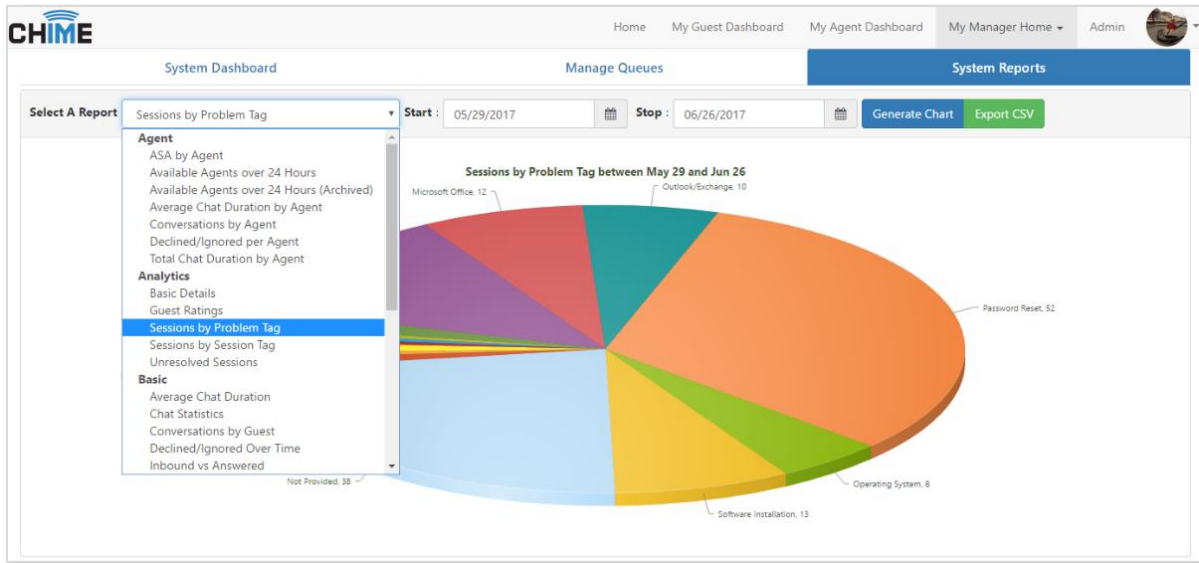 CHIME
Home My Guest Dashboard My Agent Dashboard My Manager Home Admin
System Dashboard Manage Queues System Reports
Select A Report Sessions by Problem Tag Start : 05/29/2017 Stop : 06/26/2017 Generate Chart Export CSV
Agent
ASA by Agent
Available Agents over 24 Hours
Available Agents over 24 Hours (Archived)
Average Chat Duration by Agent
Conversations by Agent
Declined/Ignored per Agent
Total Chat Duration by Agent
Analytics
Basic Details
Guest Ratings
Sessions by Problem Tag
Sessions by Session Tag
Unresolved Sessions
Basic
Average Chat Duration
Chat Statistics
Conversations by Guest
Declined/Ignored Over Time
Inbound vs Answered
Sessions by Problem Tag between May 29 and Jun 26
Microsoft Office, 12
Outlook/Exchange, 10
Password Reset, 52
Operating System, 8
Software Installation, 13
Not Provided, 38